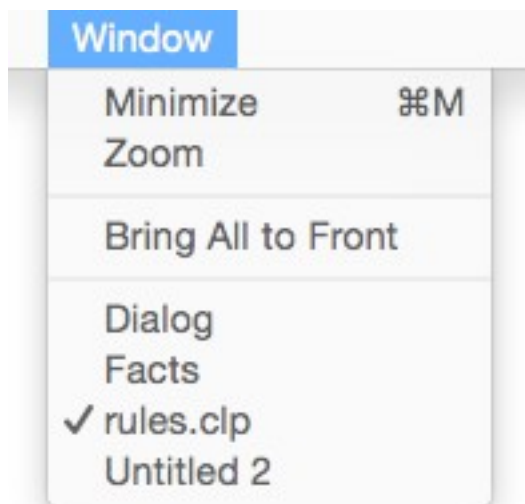 Window
Minimize ⌘M
Zoom
Bring All to Front
Dialog
Facts
✓ rules.clp
Untitled 2